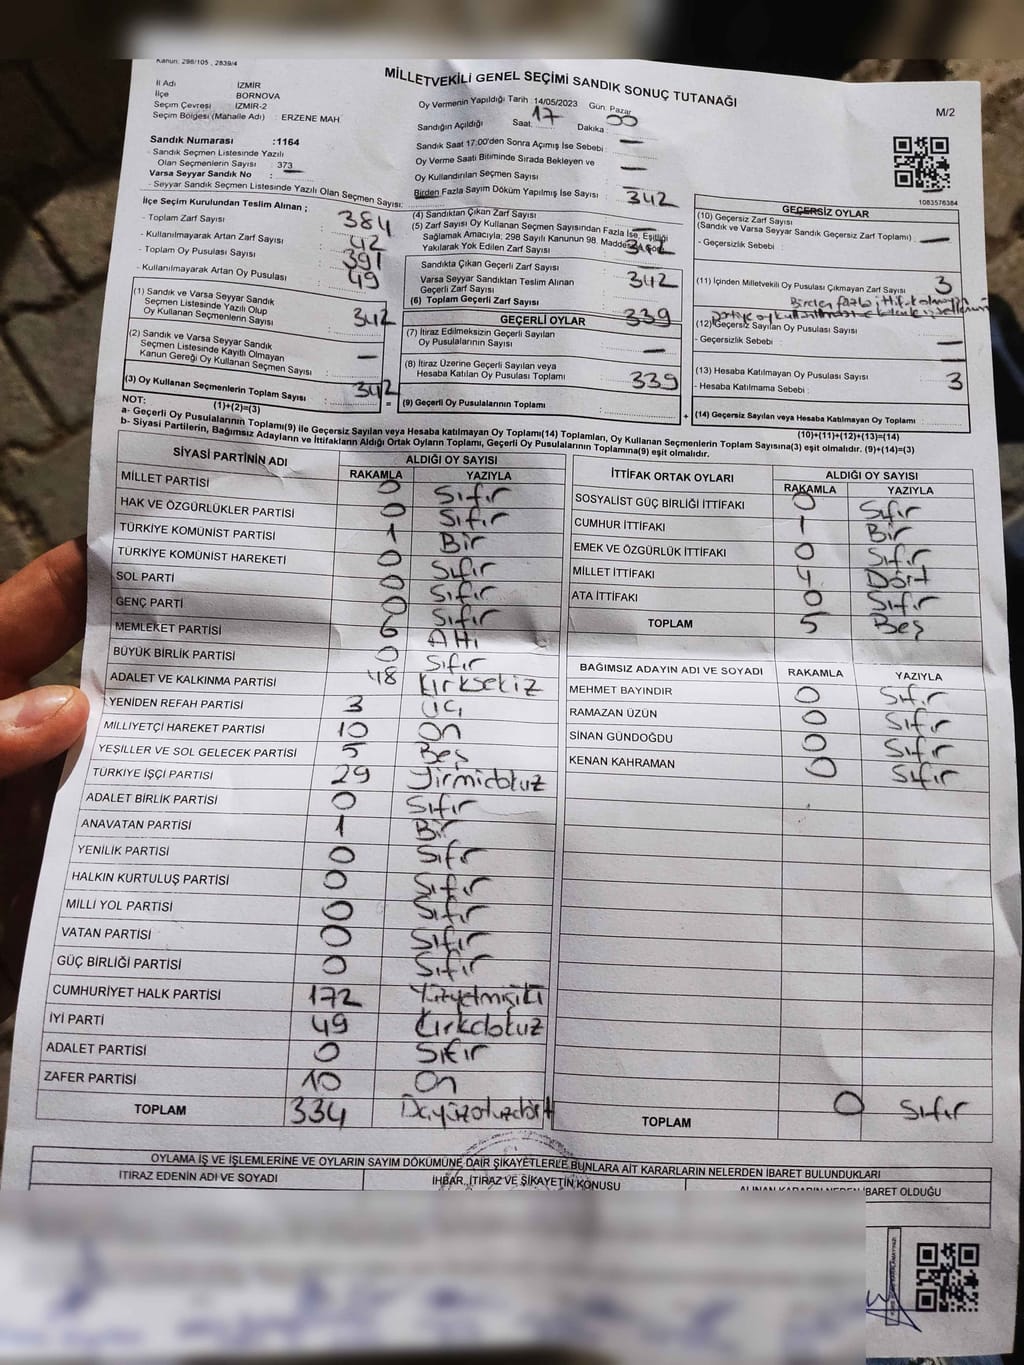 Kanun: 298/105 , 2839/4
MİLLETVEKİLİ GENEL SEÇİMİ SANDIK SONUÇ TUTANAĞI
M/2
İl Adı İZMİR
İlçe BORNOVA
Seçim Çevresi İZMİR-2
Seçim Bölgesi (Mahalle Adı) : ERZENE MAH
Sandık Numarası :1164
- Sandık Seçmen Listesinde Yazılı
Olan Seçmenlerin Sayısı : 373
Varsa Seyyar Sandık No : —
- Seyyar Sandık Seçmen Listesinde Yazılı Olan Seçmen Sayısı:
Oy Vermenin Yapıldığı Tarih :14/05/2023 Gün: Pazar
Sandığın Açıldığı Saat: 17 Dakika : 00
Sandık Saat 17:00'den Sonra Açımış İse Sebebi : —
Oy Verme Saati Bitiminde Sırada Bekleyen ve
Oy Kullandırılan Seçmen Sayısı : —
Birden Fazla Sayım Döküm Yapılmış İse Sayısı : —
1083576384
İlçe Seçim Kurulundan Teslim Alınan ;
- Toplam Zarf Sayısı : 384
- Kullanılmayarak Artan Zarf Sayısı : 42
- Toplam Oy Pusulası Sayısı : 391
- Kullanılmayarak Artan Oy Pusulası : 49
(1) Sandık ve Varsa Seyyar Sandık
Seçmen Listesinde Yazılı Olup
Oy Kullanan Seçmenlerin Sayısı : 342
(2) Sandık ve Varsa Seyyar Sandık
Seçmen Listesinde Kayıtlı Olmayan
Kanun Gereği Oy Kullanan Seçmen Sayısı : —
(3) Oy Kullanan Seçmenlerin Toplam Sayısı : 342
(1)+(2)=(3)
(4) Sandıktan Çıkan Zarf Sayısı : 342
(5) Zarf Sayısı Oy Kullanan Seçmen Sayısından Fazla İse, Eşitliği
Sağlamak Amacıyla; 298 Sayılı Kanunun 98. Maddesi
Yakılarak Yok Edilen Zarf Sayısı
Sandıkta Çıkan Geçerli Zarf Sayısı : 342
Varsa Seyyar Sandıktan Teslim Alınan
Geçerli Zarf Sayısı
(6) Toplam Geçerli Zarf Sayısı : 342
GEÇERLİ OYLAR
(7) İtiraz Edilmeksizin Geçerli Sayılan
Oy Pusulalarının Sayısı : 339
(8) İtiraz Üzerine Geçerli Sayılan veya
Hesaba Katılan Oy Pusulası Toplamı : —
(9) Geçerli Oy Pusulalarının Toplamı : 339
GEÇERSİZ OYLAR
(10) Geçersiz Zarf Sayısı
(Sandık ve Varsa Seyyar Sandık Geçersiz Zarf Toplamı) : —
- Geçersizlik Sebebi :
(11) İçinden Milletvekili Oy Pusulası Çıkmayan Zarf Sayısı :
(12) Geçersiz Sayılan Oy Pusulası Sayısı : 3
- Geçersizlik Sebebi : Birden fazla ittifak olmayan
(13) Hesaba Katılmayan Oy Pusulası Sayısı : —
- Hesaba Katılmama Sebebi : —
(14) Geçersiz Sayılan veya Hesaba Katılmayan Oy Toplamı : 3
(10)+(11)+(12)+(13)=(14)
NOT:
a- Geçerli Oy Pusulalarının Toplamı(9) ile Geçersiz Sayılan veya Hesaba katılmayan Oy Toplamı(14) Toplamları, Oy Kullanan Seçmenlerin Toplam Sayısına(3) eşit olmalıdır. (9)+(14)=(3)
b- Siyasi Partilerin, Bağımsız Adayların ve İttifakların Aldığı Ortak Oyların Toplamı, Geçerli Oy Pusulalarının Toplamına(9) eşit olmalıdır.
SİYASİ PARTİNİN ADI ALDIĞI OY SAYISI
RAKAMLA YAZIYLA
MİLLET PARTİSİ 0 Sıfır
HAK VE ÖZGÜRLÜKLER PARTİSİ 0 Sıfır
TÜRKİYE KOMÜNİST PARTİSİ 1 Bir
TÜRKİYE KOMÜNİST HAREKETİ 0 Sıfır
SOL PARTİ 0 Sıfır
GENÇ PARTİ 0 Sıfır
MEMLEKET PARTİSİ 6 Altı
BÜYÜK BİRLİK PARTİSİ 0 Sıfır
ADALET VE KALKINMA PARTİSİ 48 Kırksekiz
YENİDEN REFAH PARTİSİ 3 Üç
MİLLİYETÇİ HAREKET PARTİSİ 10 On
YEŞİLLER VE SOL GELECEK PARTİSİ 5 Beş
TÜRKİYE İŞÇİ PARTİSİ 29 Yirmidokuz
ADALET BİRLİK PARTİSİ 0 Sıfır
ANAVATAN PARTİSİ 1 Bir
YENİLİK PARTİSİ 0 Sıfır
HALKIN KURTULUŞ PARTİSİ 0 Sıfır
MİLLİ YOL PARTİSİ 0 Sıfır
VATAN PARTİSİ 0 Sıfır
GÜÇ BİRLİĞİ PARTİSİ 0 Sıfır
CUMHURİYET HALK PARTİSİ 172 Yüzyetmişiki
İYİ PARTİ 49 Kırkdokuz
ADALET PARTİSİ 0 Sıfır
ZAFER PARTİSİ 10 On
TOPLAM 334 Üçyüzotuzdört
İTTİFAK ORTAK OYLARI ALDIĞI OY SAYISI
RAKAMLA YAZIYLA
SOSYALİST GÜÇ BİRLİĞİ İTTİFAKI 0 Sıfır
CUMHUR İTTİFAKI 1 Bir
EMEK VE ÖZGÜRLÜK İTTİFAKI 0 Sıfır
MİLLET İTTİFAKI 4 Dört
ATA İTTİFAKI 0 Sıfır
TOPLAM 5 Beş
BAĞIMSIZ ADAYIN ADI VE SOYADI RAKAMLA YAZIYLA
MEHMET BAYINDIR 0 Sıfır
RAMAZAN ÜZÜN 0 Sıfır
SİNAN GÜNDOĞDU 0 Sıfır
KENAN KAHRAMAN 0 Sıfır
TOPLAM 0 Sıfır
OYLAMA İŞ VE İŞLEMLERİNE VE OYLARIN SAYIM DÖKÜMÜNE DAİR ŞİKAYETLERLE BUNLARA AİT KARARLARIN NELERDEN İBARET BULUNDUKLARI
İTİRAZ EDENİN ADI VE SOYADI İHBAR, İTİRAZ VE ŞİKAYETİN KONUSU ALINAN KARARIN NEDEN İBARET OLDUĞU